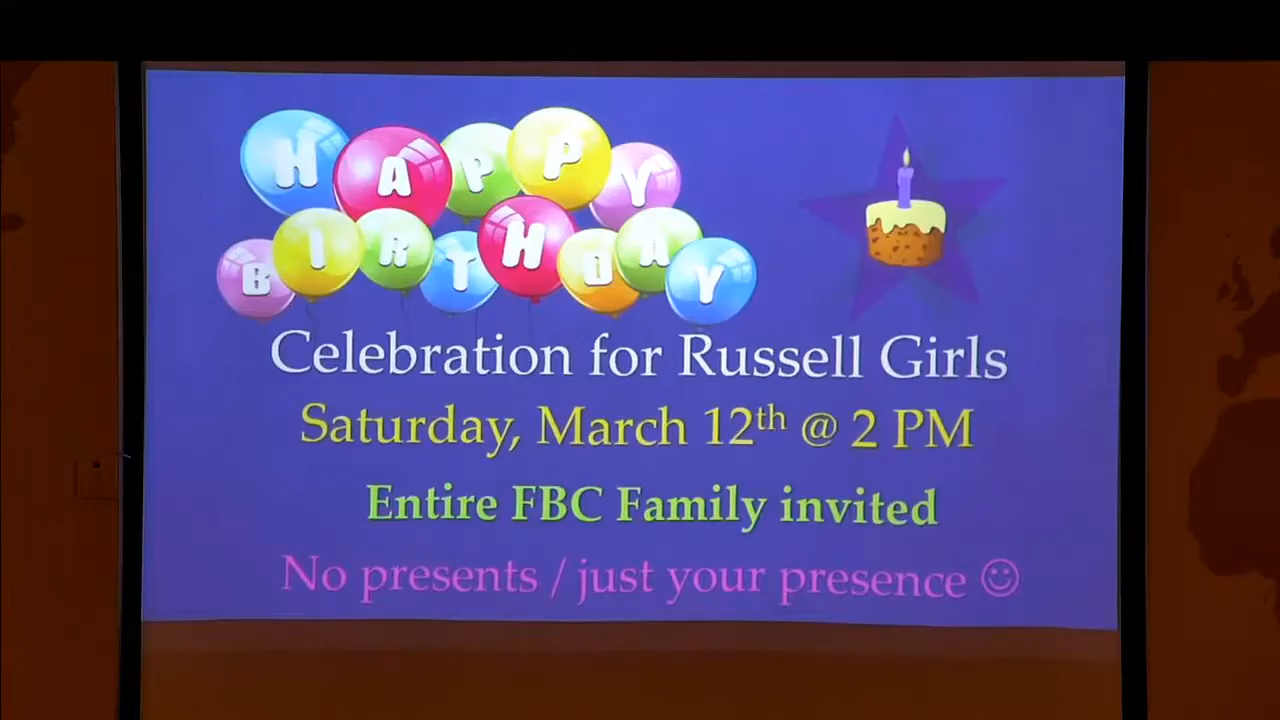 HAPPY
BIRTHDAY
Celebration for Russell Girls
Saturday, March 12th @ 2 PM
Entire FBC Family invited
No presents / just your presence ☺